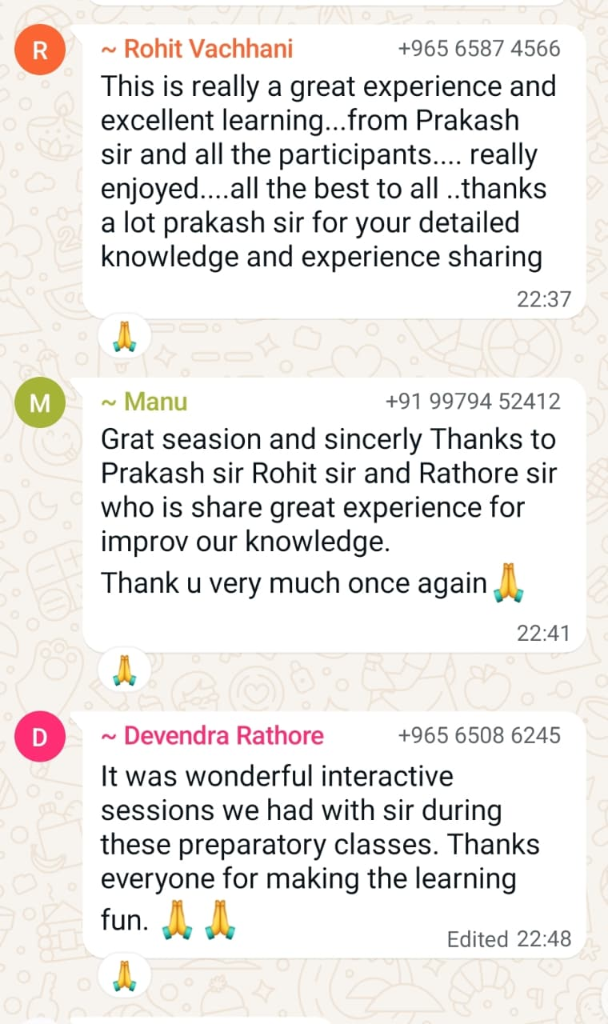 R
~ Rohit Vachhani +965 6587 4566
This is really a great experience and
excellent learning...from Prakash
sir and all the participants.... really
enjoyed....all the best to all ..thanks
a lot prakash sir for your detailed
knowledge and experience sharing
22:37
🙏
M
~ Manu +91 99794 52412
Grat seasion and sincerly Thanks to
Prakash sir Rohit sir and Rathore sir
who is share great experience for
improv our knowledge.
Thank u very much once again🙏
22:41
🙏
D
~ Devendra Rathore +965 6508 6245
It was wonderful interactive
sessions we had with sir during
these preparatory classes. Thanks
everyone for making the learning
fun. 🙏 🙏
Edited 22:48
🙏